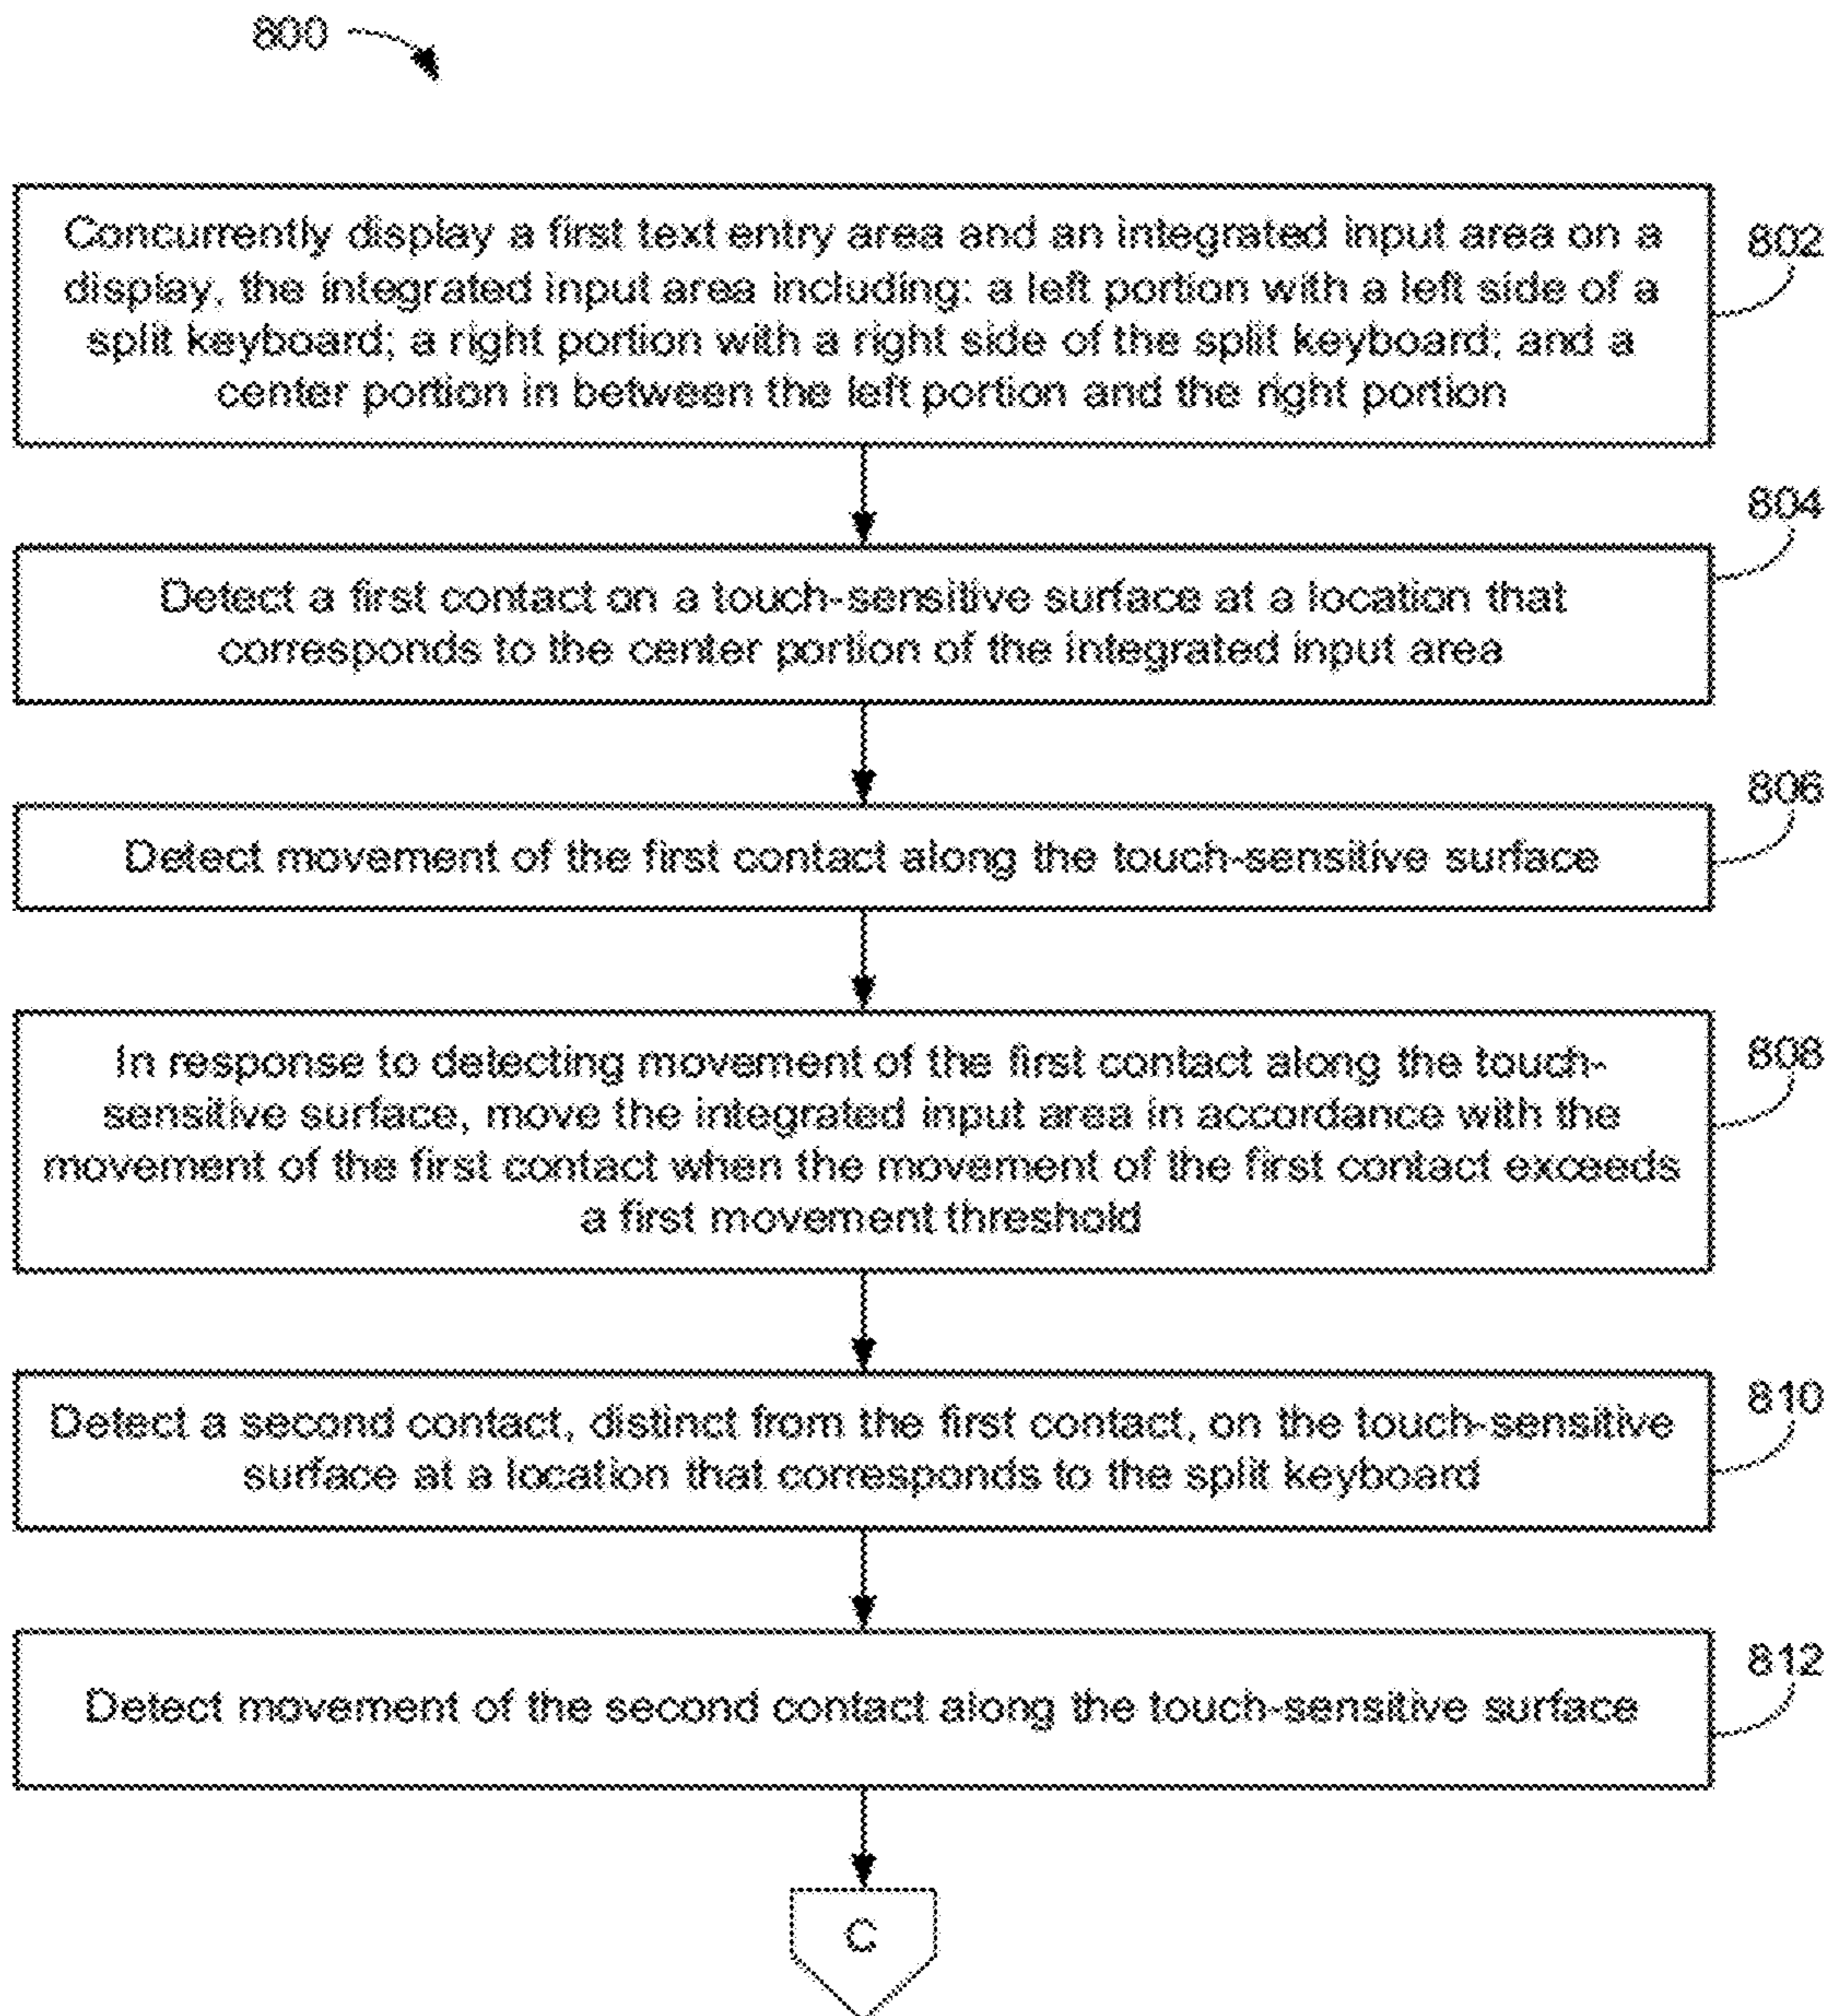 800
Concurrently display a first text entry area and an integrated input area on a
display, the integrated input area including: a left portion with a left side of a
split keyboard; a right portion with a right side of the split keyboard; and a
center portion in between the left portion and the right portion
802
Detect a first contact on a touch-sensitive surface at a location that
corresponds to the center portion of the integrated input area
804
Detect movement of the first contact along the touch-sensitive surface
806
In response to detecting movement of the first contact along the touch-
sensitive surface, move the integrated input area in accordance with the
movement of the first contact when the movement of the first contact exceeds
a first movement threshold
808
Detect a second contact, distinct from the first contact, on the touch-sensitive
surface at a location that corresponds to the split keyboard
810
Detect movement of the second contact along the touch-sensitive surface
812
C